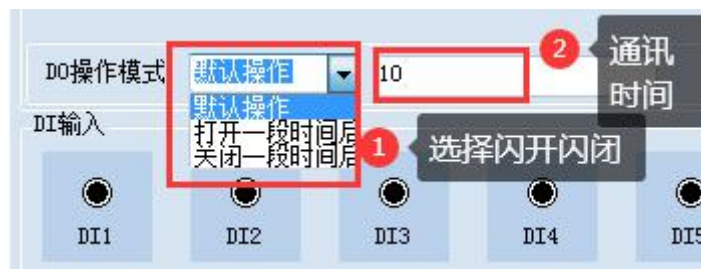 DO操作模式 默认操作 10 2 通讯
时间
默认操作
打开一段时间后
关闭一段时间后
1 选择闪开闪闭
DI输入
DI1 DI2 DI3 DI4 DI5